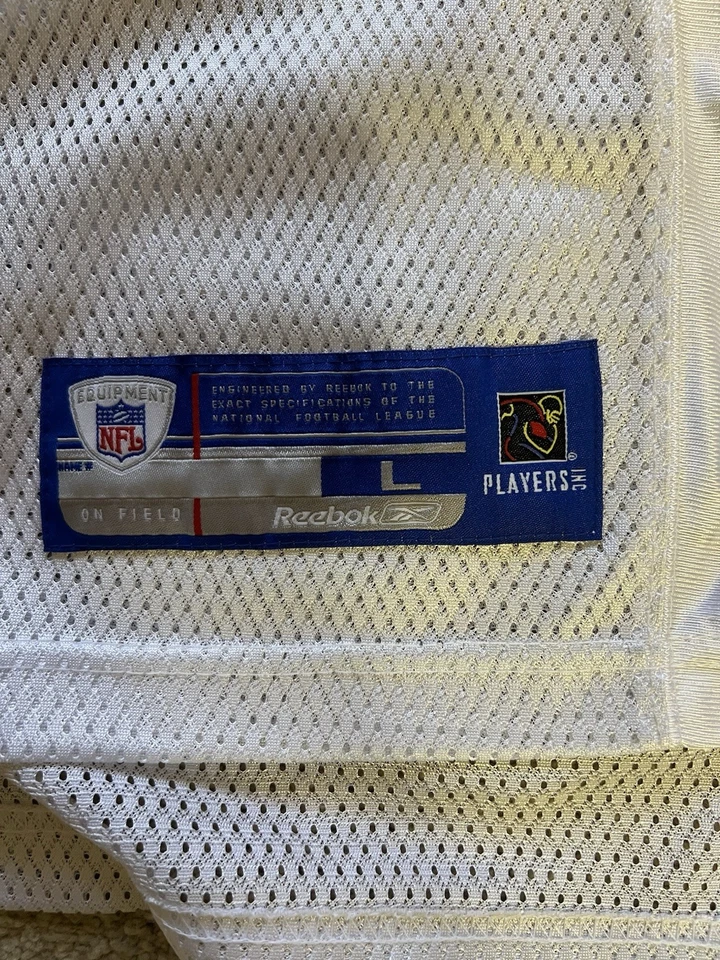 EQUIPMENT
NFL
ENGINEERED BY REEBOK TO THE
EXACT SPECIFICATIONS OF THE
NATIONAL FOOTBALL LEAGUE
NAME #
L
ON FIELD
Reebok
PLAYERS INC
®